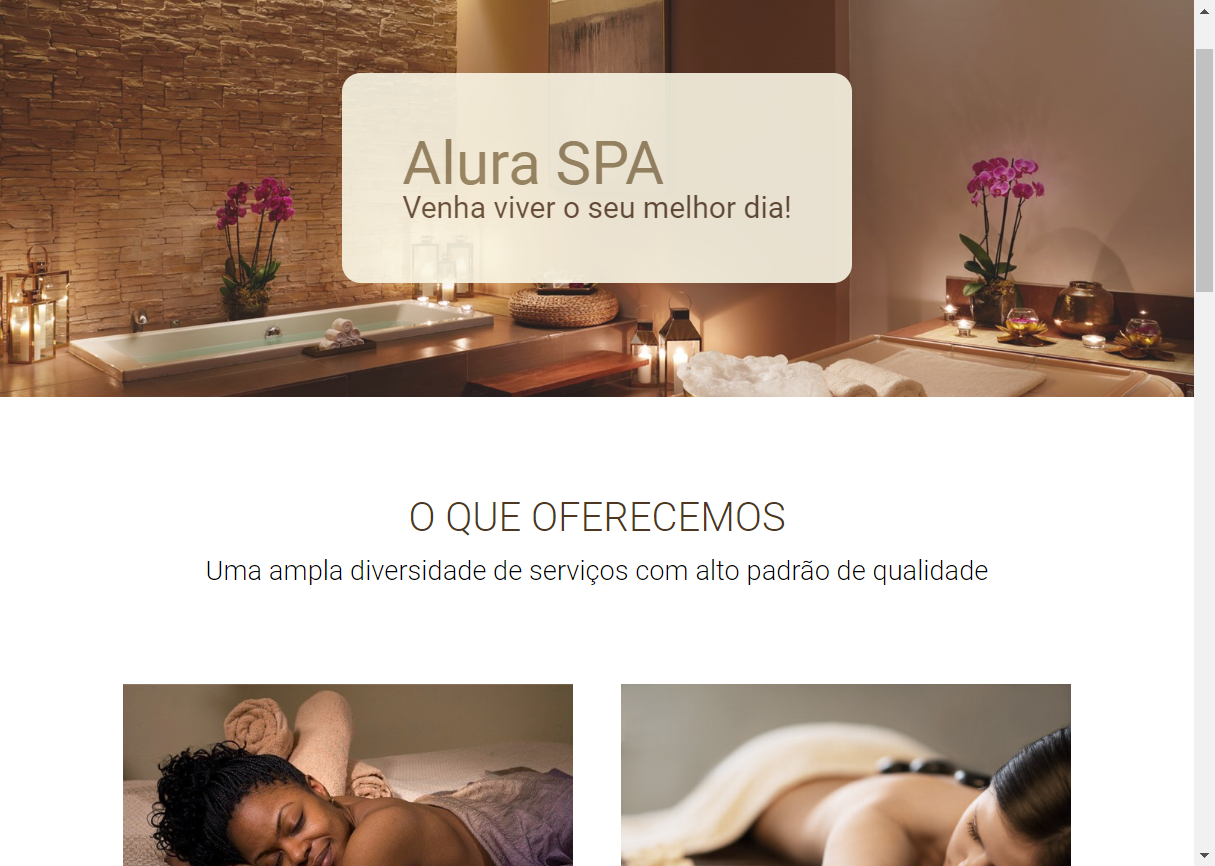 Alura SPA
Venha viver o seu melhor dia!
O QUE OFERECEMOS
Uma ampla diversidade de serviços com alto padrão de qualidade